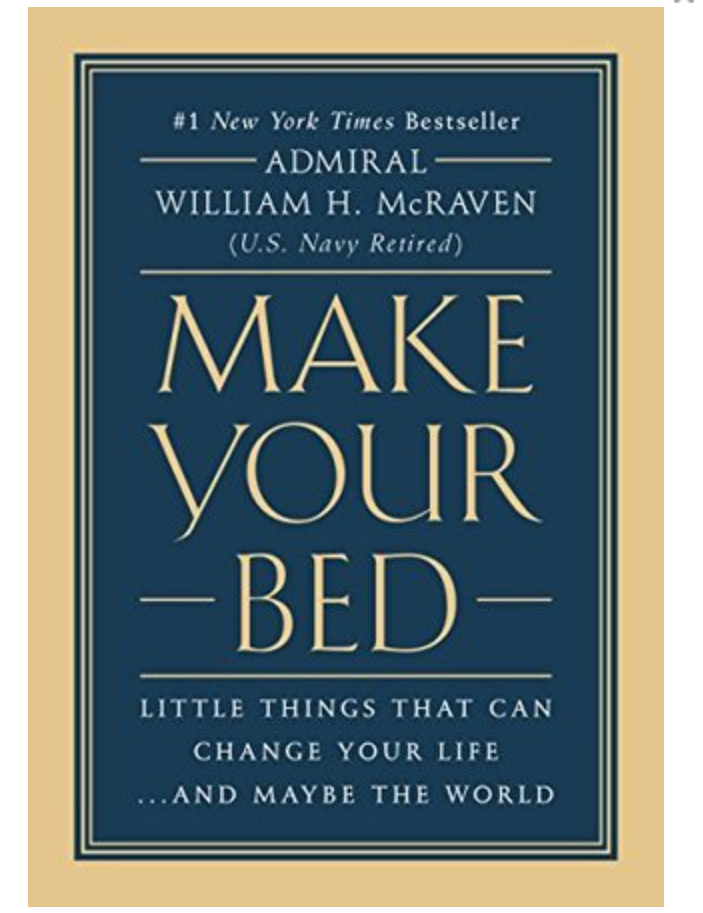 #1 New York Times Bestseller
ADMIRAL
WILLIAM H. McRAVEN
(U.S. Navy Retired)
MAKE
YOUR
BED
LITTLE THINGS THAT CAN
CHANGE YOUR LIFE
...AND MAYBE THE WORLD